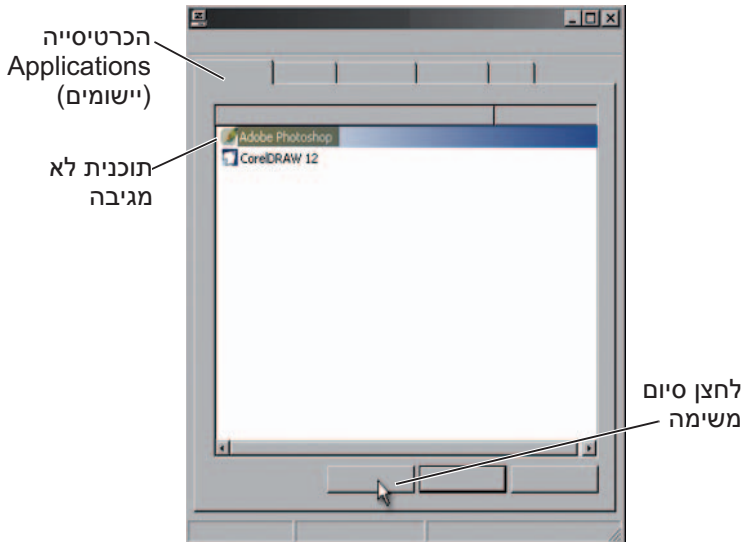 הכרטיסייה
Applications
(יישומים)
Adobe Photoshop
CorelDRAW 12
תוכנית לא
מגיבה
לחצן סיום
משימה